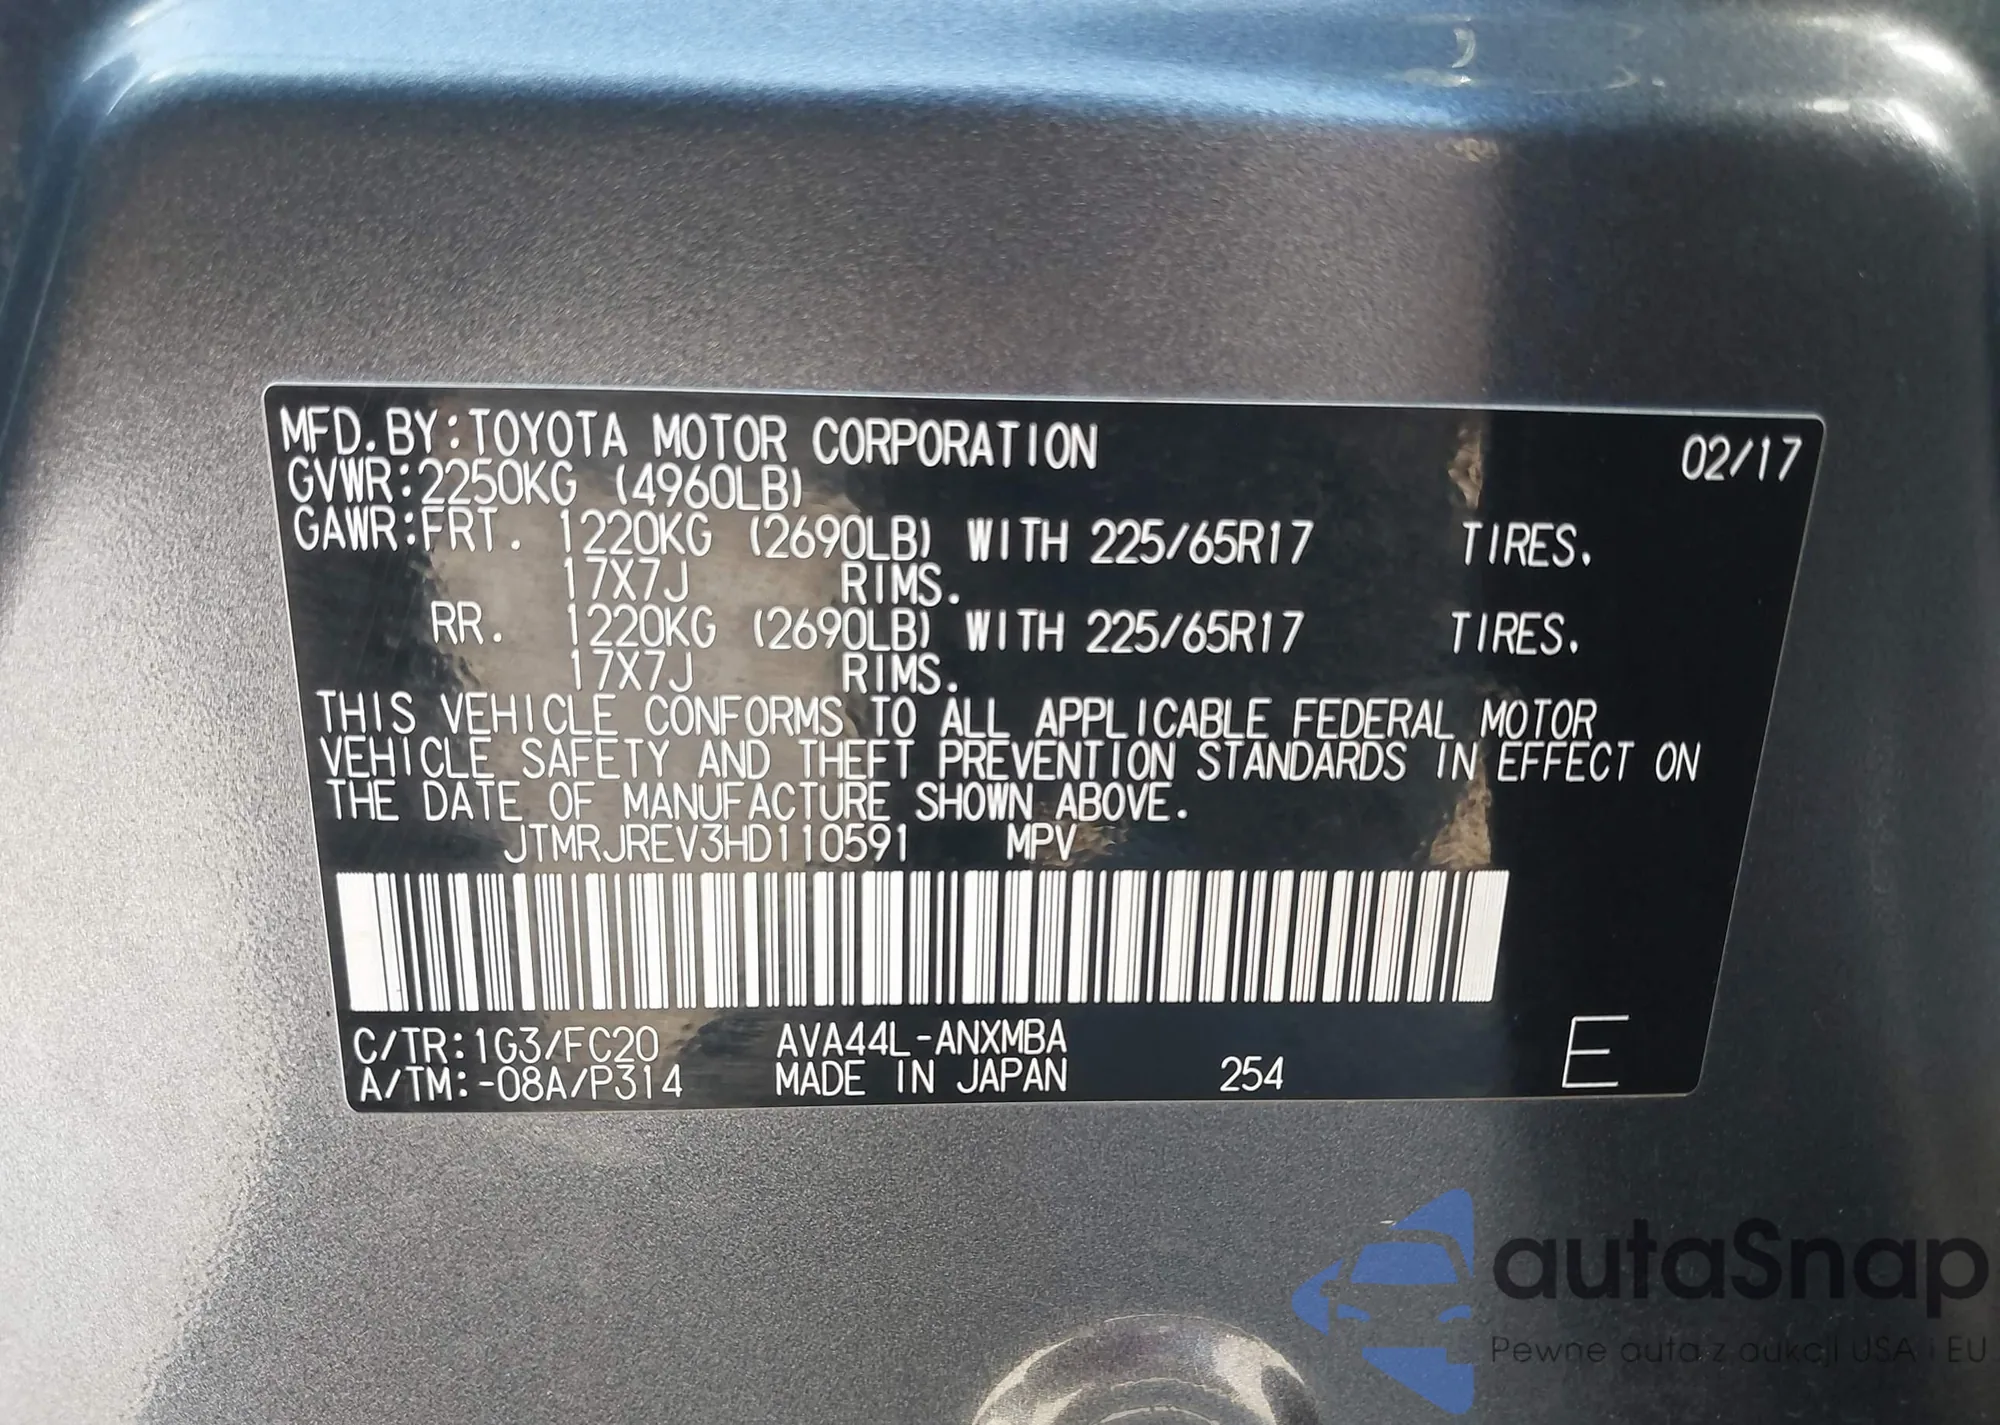 MFD.BY:TOYOTA MOTOR CORPORATION 02/17
GVWR:2250KG (4960LB)
GAWR:FRT. 1220KG (2690LB) WITH 225/65R17 TIRES.
17X7J RIMS.
RR. 1220KG (2690LB) WITH 225/65R17 TIRES.
17X7J RIMS.
THIS VEHICLE CONFORMS TO ALL APPLICABLE FEDERAL MOTOR
VEHICLE SAFETY AND THEFT PREVENTION STANDARDS IN EFFECT ON
THE DATE OF MANUFACTURE SHOWN ABOVE.
JTMRJREV3HD110591 MPV
C/TR:1G3/FC20 AVA44L-ANXMBA
A/TM:-08A/P314 MADE IN JAPAN 254 E
autaSnap
Pewne auta z aukcji USA i EU